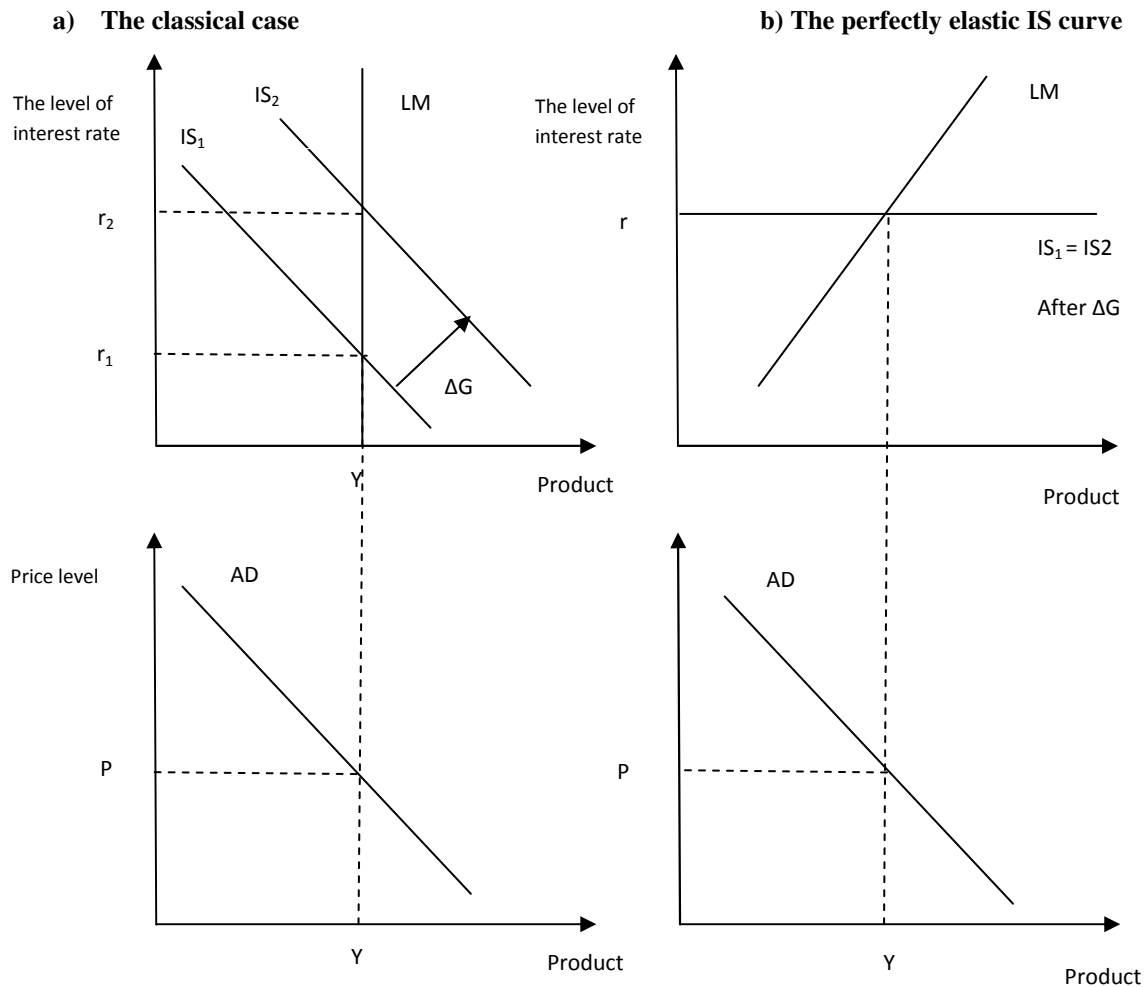 a) The classical case
b) The perfectly elastic IS curve
The level of
interest rate
IS1
IS2
LM
r2
r1
ΔG
Y
Product
The level of
interest rate
LM
r
IS1 = IS2
After ΔG
Product
Price level
AD
P
Y
Product
AD
P
Y
Product